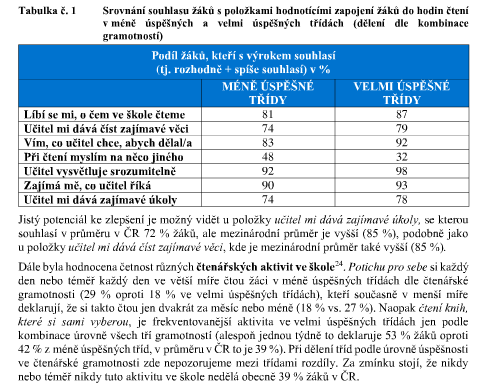 Tabulka č. 1 Srovnání souhlasu žáků s položkami hodnotícími zapojení žáků do hodin čtení
v méně úspěšných a velmi úspěšných třídách (dělení dle kombinace
gramotností)
Podíl žáků, kteří s výrokem souhlasí
(tj. rozhodně + spíše souhlasí) v %
MÉNĚ ÚSPĚŠNÉ TŘÍDY VELMI ÚSPĚŠNÉ TŘÍDY
Líbí se mi, o čem ve škole čteme 81 87
Učitel mi dává číst zajímavé věci 74 79
Vím, co učitel chce, abych dělal/a 83 92
Při čtení myslím na něco jiného 48 32
Učitel vysvětluje srozumitelně 92 98
Zajímá mě, co učitel říká 90 93
Učitel mi dává zajímavé úkoly 74 78
Jistý potenciál ke zlepšení je možný vidět u položky učitel mi dává zajímavé úkoly, se kterou
souhlasí v průměru v ČR 72 % žáků, ale mezinárodní průměr je vyšší (85 %), podobně jako
u položky učitel mi dává číst zajímavé věci, kde je mezinárodní průměr také vyšší (85 %).
Dále byla hodnocena četnost různých čtenářských aktivit ve škole24. Potichu pro sebe si každý
den nebo téměř každý den ve větší míře čtou žáci v méně úspěšných třídách dle čtenářské
gramotnosti (29 % oproti 18 % ve velmi úspěšných třídách), kteří současně v menší míře
deklarují, že si takto čtou jen dvakrát za měsíc nebo méně (18 % vs. 27 %). Naopak čtení knih,
které si sami vyberou, je frekventovanější aktivita ve velmi úspěšných třídách jen podle
kombinace úrovně všech tří gramotností (alespoň jednou týdně to deklaruje 53 % žáků oproti
42 % z méně úspěšných tříd, v průměru v ČR to je 39 %). Při dělení tříd podle úrovně úspěšnosti
ve čtenářské gramotnosti zde nepozorujeme mezi třídami rozdíly. Za zmínku stojí, že nikdy
nebo téměř nikdy tuto aktivitu ve škole nedělá obecně 39 % žáků v ČR.